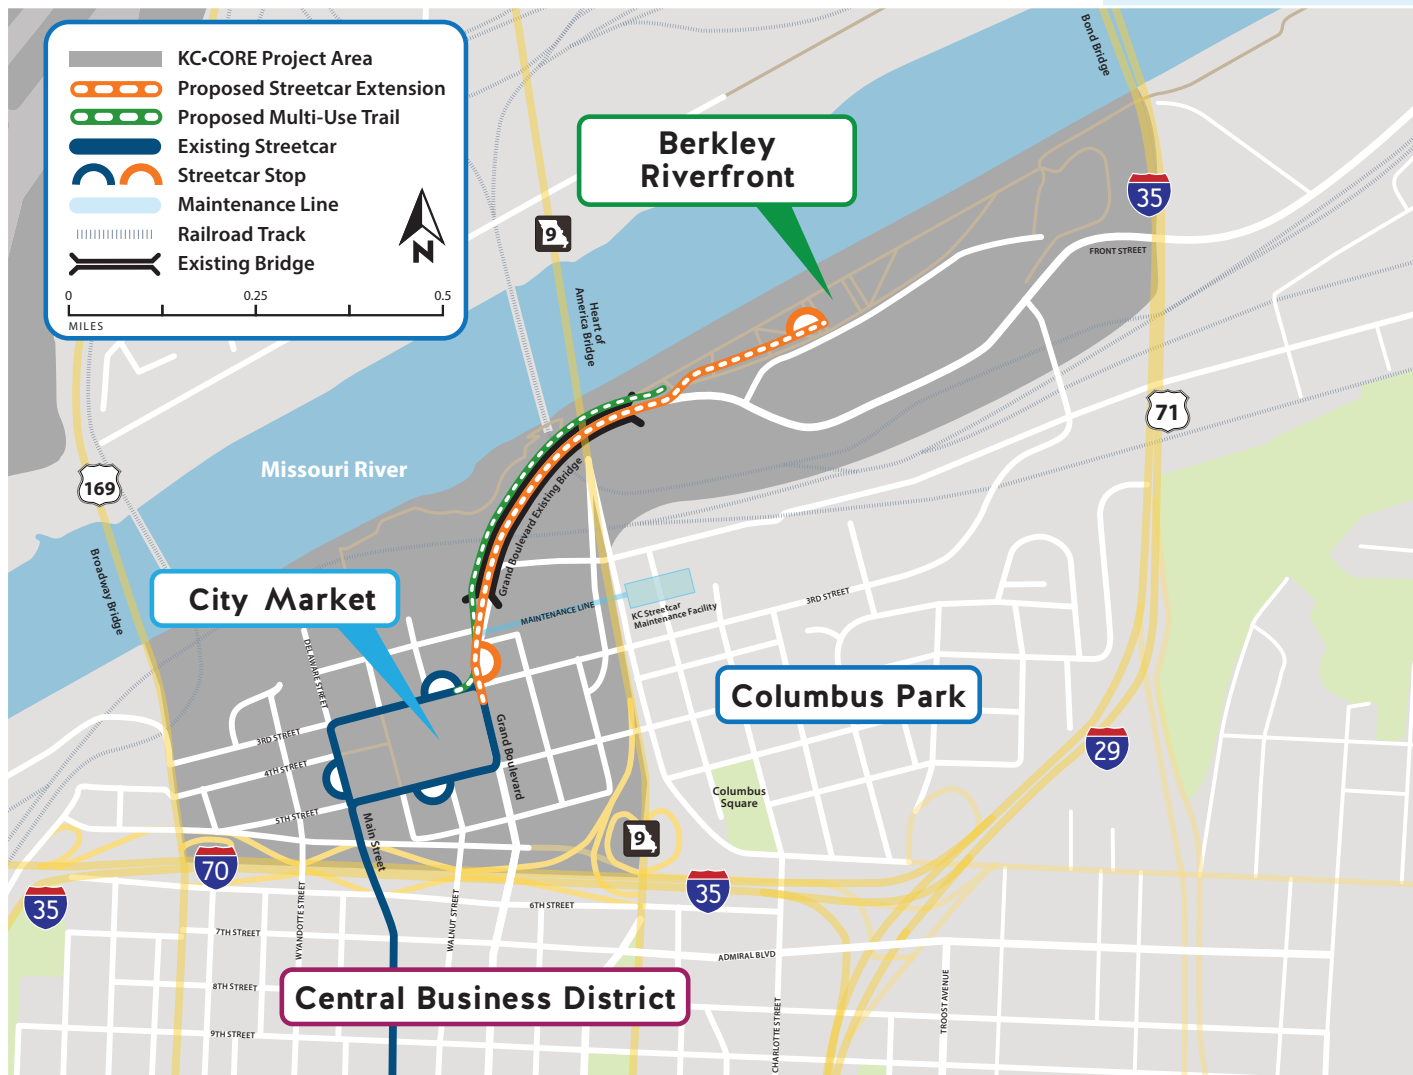 KC•CORE Project Area
Proposed Streetcar Extension
Proposed Multi-Use Trail
Existing Streetcar
Streetcar Stop
Maintenance Line
Railroad Track
Existing Bridge
N
0 0.25 0.5
MILES
Bond Bridge
Berkley
Riverfront
35
9
FRONT STREET
Heart of
America Bridge
71
Missouri River
169
Grand Boulevard Existing Bridge
Broadway Bridge
City Market
MAINTENANCE LINE
KC Streetcar
Maintenance Facility
3RD STREET
DELAWARE STREET
Columbus Park
3RD STREET
Grand Boulevard
29
4TH STREET
Columbus
Square
5TH STREET
Main Street
9
70
35
35
6TH STREET
WYANDOTTE STREET
WALNUT STREET
7TH STREET
ADMIRAL BLVD
8TH STREET
Central Business District
TROOST AVENUE
CHARLOTTE STREET
9TH STREET